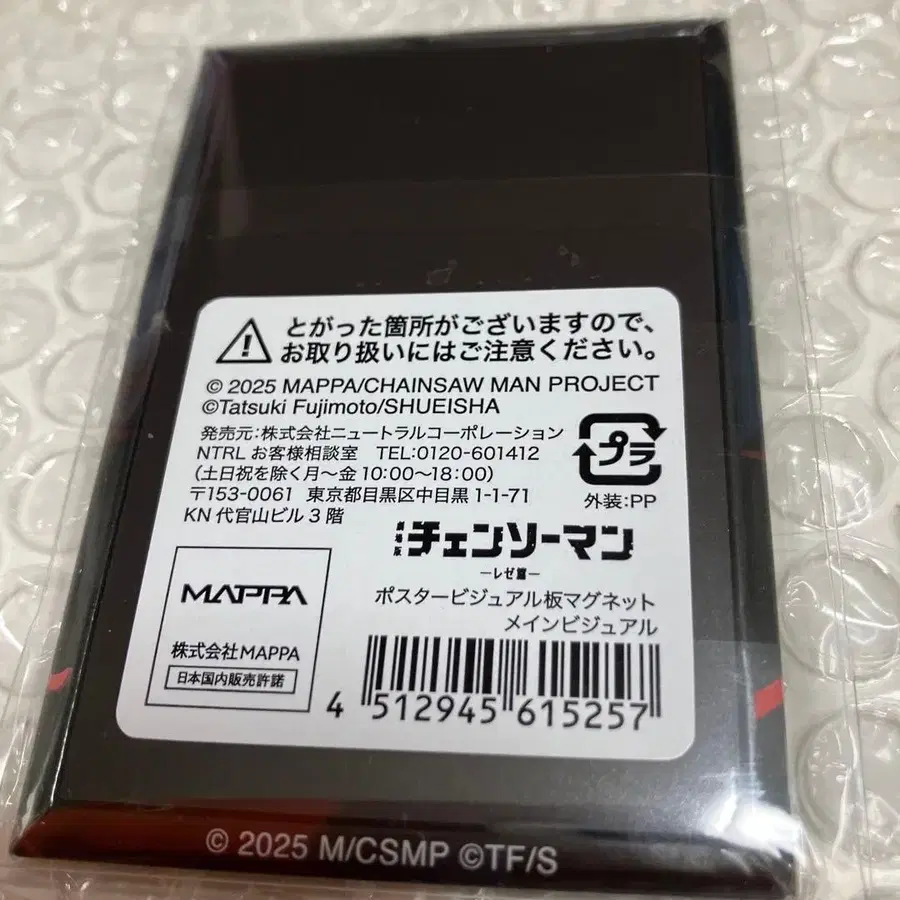 とがった箇所がございますので、
お取り扱いにはご注意ください。
© 2025 MAPPA/CHAINSAW MAN PROJECT
©Tatsuki Fujimoto/SHUEISHA
発売元:株式会社ニュートラルコーポレーション
NTRL お客様相談室 TEL:0120-601412
(土日祝を除く月〜金 10:00〜18:00)
〒153-0061 東京都目黒区中目黒 1-1-71
KN 代官山ビル 3 階
プラ
外装:PP
劇場版 チェンソーマン
―レゼ篇―
ポスタービジュアル板マグネット
メインビジュアル
MAPPA
株式会社MAPPA
日本国内販売許諾
4 512945 615257
© 2025 M/CSMP ©TF/S